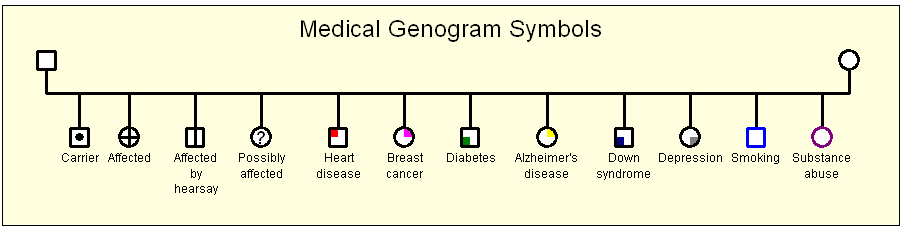 Medical Genogram Symbols
?
Carrier
Affected
Affected
by
hearsay
Possibly
affected
Heart
disease
Breast
cancer
Diabetes
Alzheimer's
disease
Down
syndrome
Depression
Smoking
Substance
abuse